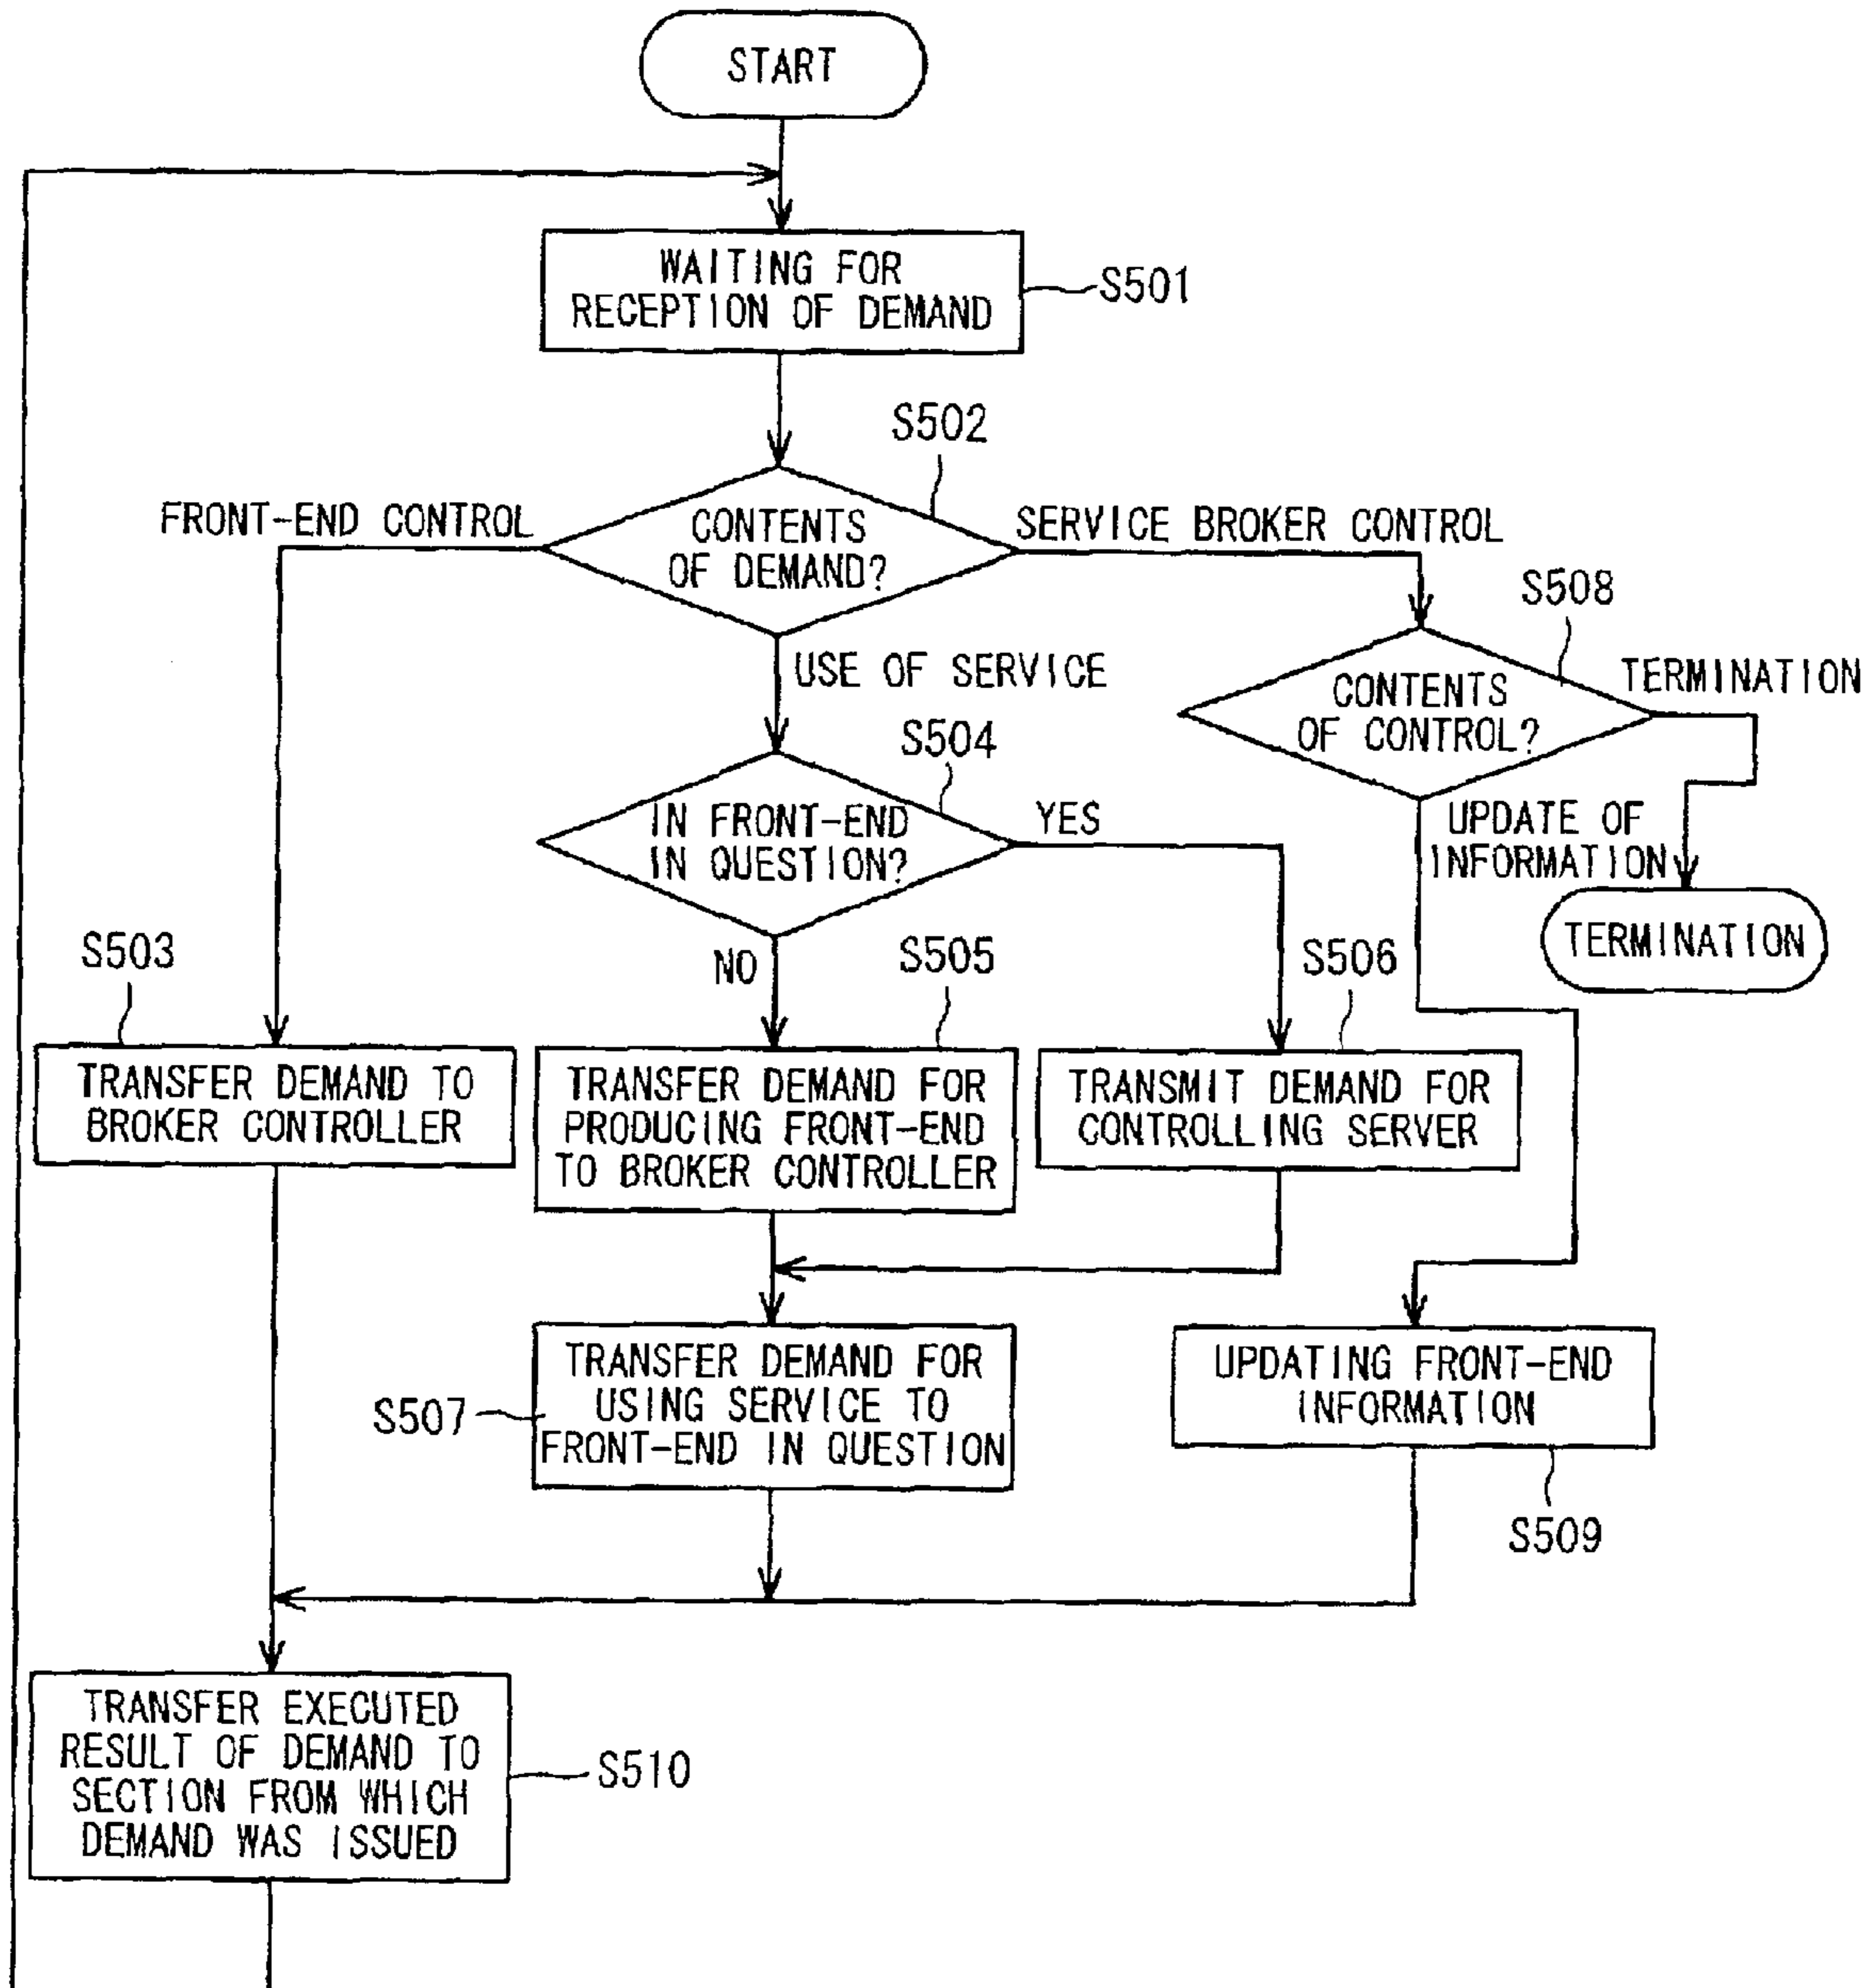 START
WAITING FOR
RECEPTION OF DEMAND
S501
S502
FRONT-END CONTROL
CONTENTS
OF DEMAND?
SERVICE BROKER CONTROL
S508
USE OF SERVICE
CONTENTS
OF CONTROL?
TERMINATION
S504
IN FRONT-END
IN QUESTION?
YES
UPDATE OF
INFORMATION
TERMINATION
S503
NO
S505
S506
TRANSFER DEMAND TO
BROKER CONTROLLER
TRANSFER DEMAND FOR
PRODUCING FRONT-END
TO BROKER CONTROLLER
TRANSMIT DEMAND FOR
CONTROLLING SERVER
S507
TRANSFER DEMAND FOR
USING SERVICE TO
FRONT-END IN QUESTION
UPDATING FRONT-END
INFORMATION
S509
TRANSFER EXECUTED
RESULT OF DEMAND TO
SECTION FROM WHICH
DEMAND WAS ISSUED
S510